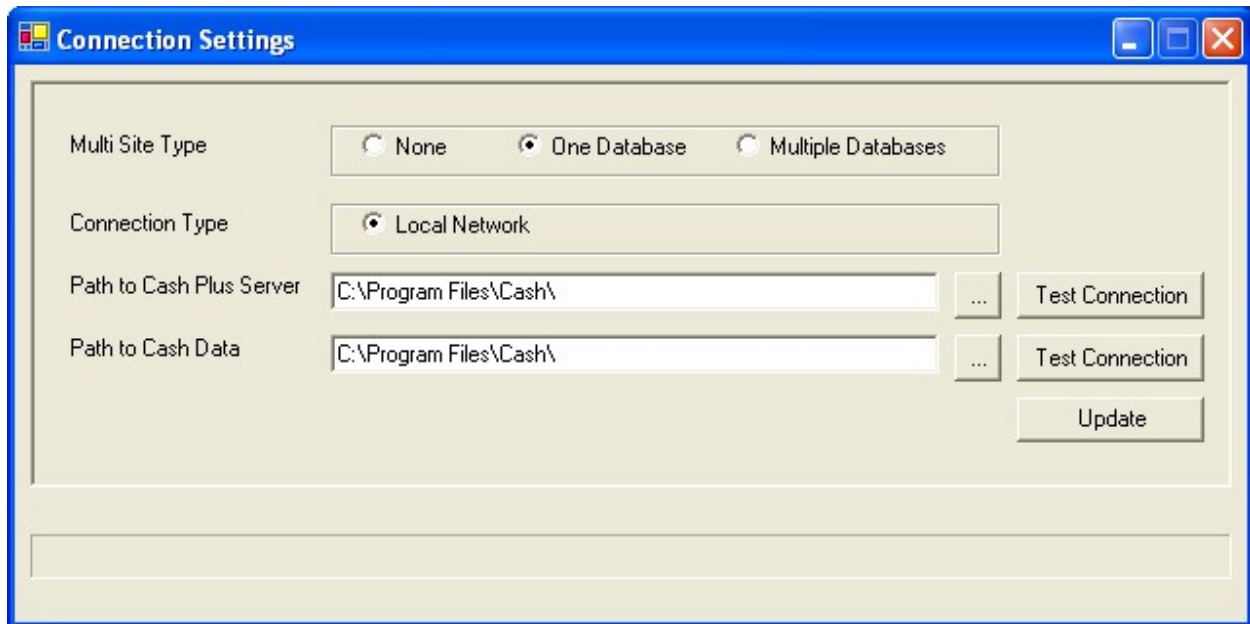 Connection Settings
Multi Site Type None One Database Multiple Databases
Connection Type Local Network
Path to Cash Plus Server C:\Program Files\Cash\ ... Test Connection
Path to Cash Data C:\Program Files\Cash\ ... Test Connection
Update